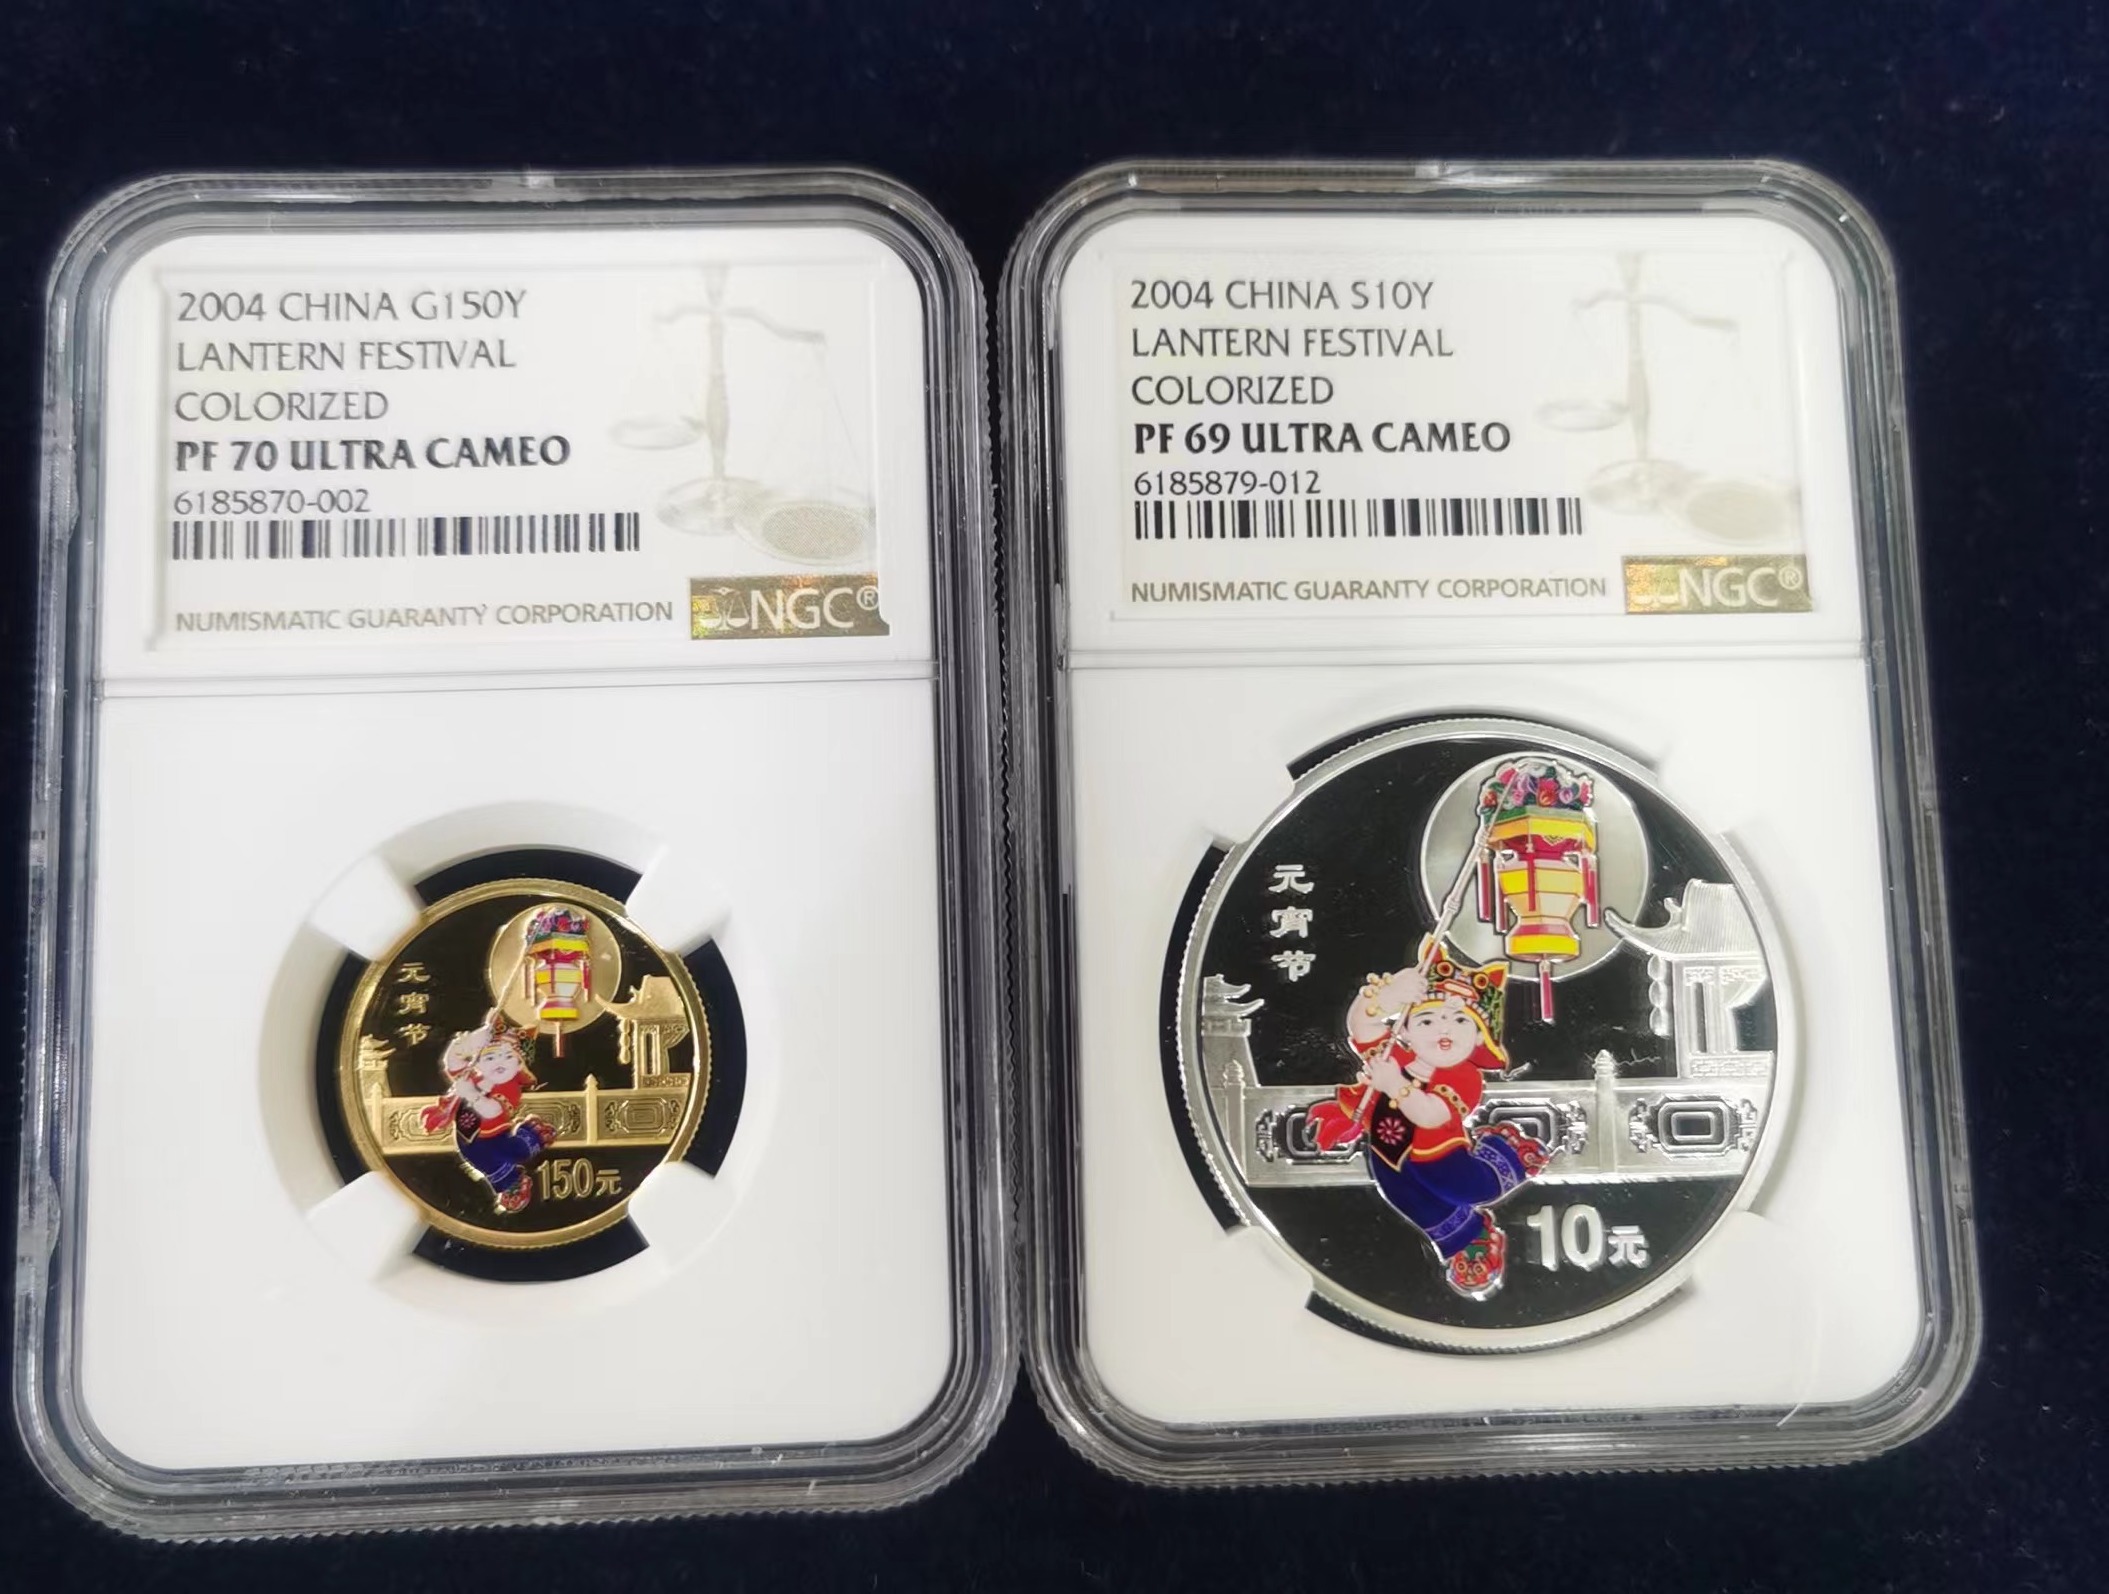 2004 CHINA G150Y
LANTERN FESTIVAL
COLORIZED
PF 70 ULTRA CAMEO
6185870-002
NUMISMATIC GUARANTY CORPORATION
NGC®
元宵节
150元
2004 CHINA S10Y
LANTERN FESTIVAL
COLORIZED
PF 69 ULTRA CAMEO
6185879-012
NUMISMATIC GUARANTY CORPORATION
NGC®
元宵节
10元